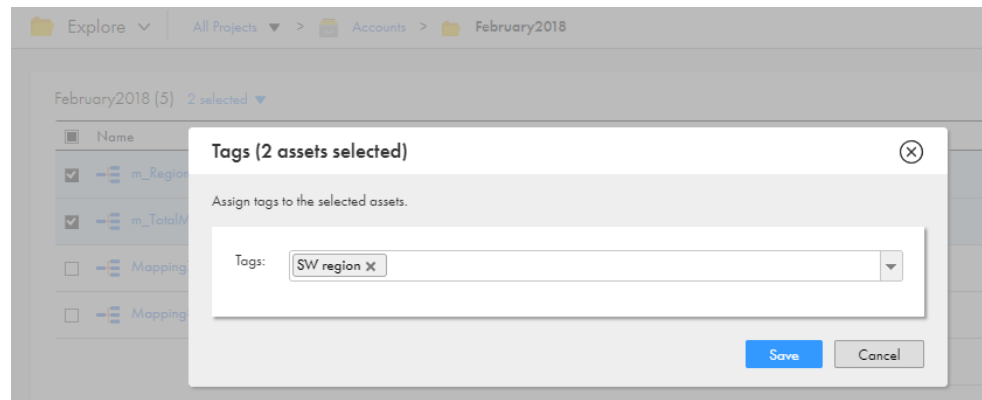 Explore
All Projects > Accounts > February2018
February2018 (5) 2 selected
Name
Tags (2 assets selected)
m_Region
Assign tags to the selected assets.
m_TotalM
Tags: SW region
Mapping
Mapping
Save Cancel